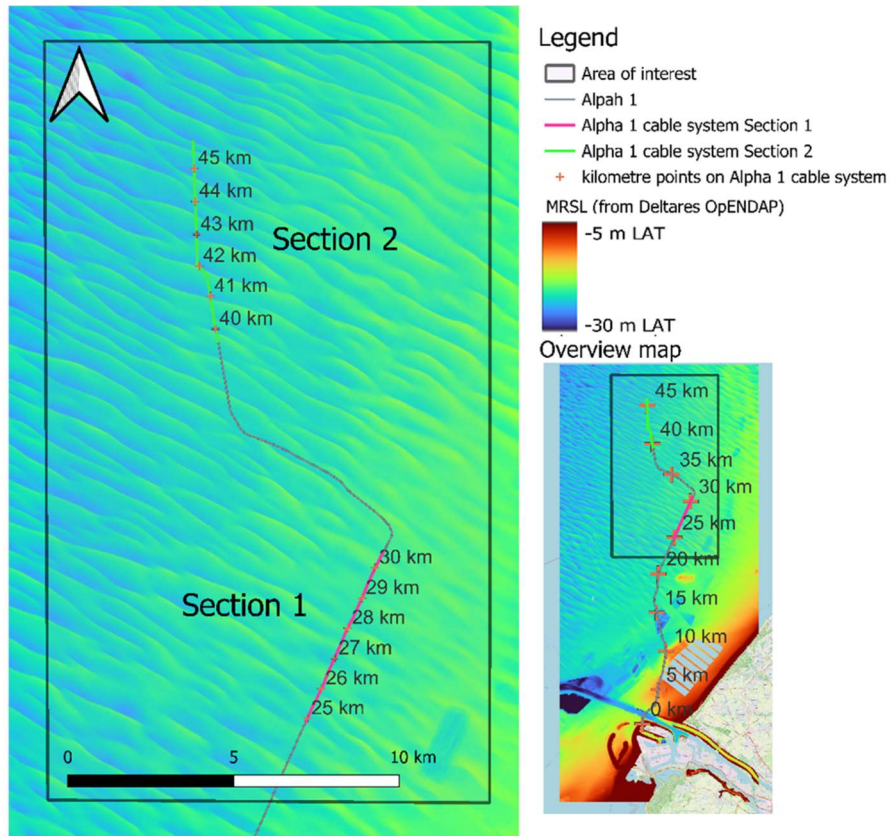 45 km
44 km
43 km
42 km
41 km
40 km
Section 2
Section 1
30 km
29 km
28 km
27 km
26 km
25 km
0 5 10 km
Legend
Area of interest
Alpah 1
Alpha 1 cable system Section 1
Alpha 1 cable system Section 2
kilometre points on Alpha 1 cable system
MRSL (from Deltares OpENDAP)
-5 m LAT
-30 m LAT
Overview map
45 km
40 km
35 km
30 km
25 km
20 km
15 km
10 km
5 km
0 km